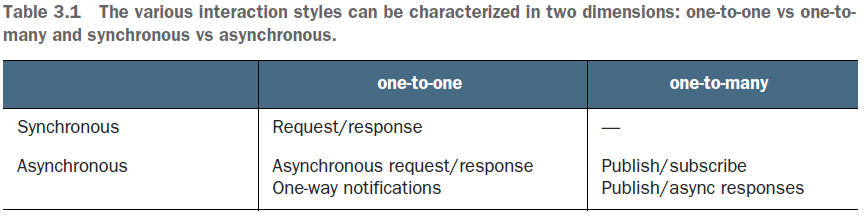 Table 3.1 The various interaction styles can be characterized in two dimensions: one-to-one vs one-to-
many and synchronous vs asynchronous.
one-to-one one-to-many
Synchronous Request/response —
Asynchronous Asynchronous request/response Publish/subscribe
One-way notifications Publish/async responses